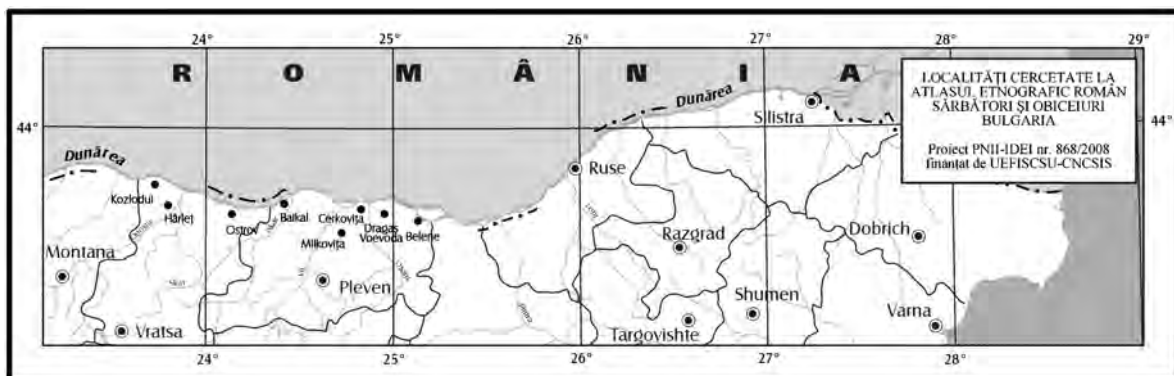 24°
25°
26°
27°
28°
29°
R O M Â N I A
LOCALITĂȚI CERCETATE LA
ATLASUL ETNOGRAFIC ROMÂN
SĂRBĂTORI ȘI OBICEIURI
BULGARIA
Proiect PNII-IDEI nr. 868/2008
finanțat de UEFISCSU-CNCSIS
Dunărea
Silistra
44°
44°
Dunărea
Ruse
Kozlodul
Hârleț
Ostrov
Baikal
Cerkovița
Milkovița
Dragaș
Voevoda
Belene
Montana
Razgrad
Dobrich
Pleven
Shumen
Vratsa
Targovishte
Varna
24°
25°
26°
27°
28°